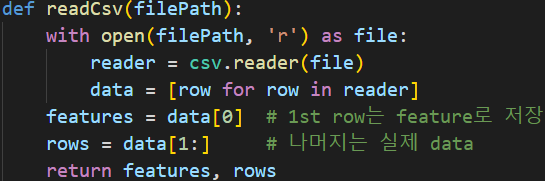 def readCsv(filePath):
    with open(filePath, 'r') as file:
        reader = csv.reader(file)
        data = [row for row in reader]
    features = data[0]  # 1st row는 feature로 저장
    rows = data[1:]     # 나머지는 실제 data
    return features, rows